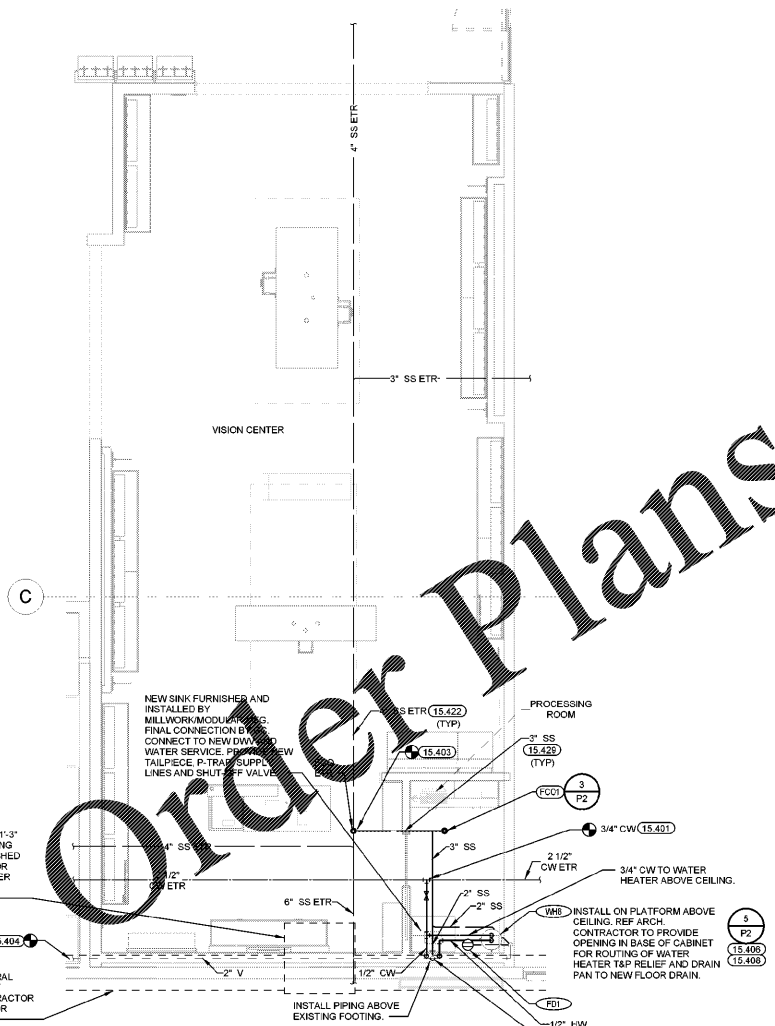 4" SS ETR
3" SS ETR
VISION CENTER
C
NEW SINK FURNISHED AND
INSTALLED BY
MILLWORK/MODULAR MFG.
FINAL CONNECTION BY
CONNECT TO NEW DWV AND
WATER SERVICE. PROVIDE NEW
TAILPIECE, P-TRAP, SUPPLY
LINES AND SHUT-OFF VALVE
SS ETR 15.422
(TYP)
PROCESSING
ROOM
15.403
3" SS
15.429
(TYP)
FCO1
3
P2
3/4" CW 15.401
1'-3"
4" SS ETR
3" SS
2 1/2"
CW ETR
2 1/2"
CW ETR
3/4" CW TO WATER
HEATER ABOVE CEILING.
6" SS ETR
2" SS
2" SS
WH8
INSTALL ON PLATFORM ABOVE
CEILING. REF ARCH.
CONTRACTOR TO PROVIDE
OPENING IN BASE OF CABINET
FOR ROUTING OF WATER
HEATER T&P RELIEF AND DRAIN
PAN TO NEW FLOOR DRAIN.
5
P2
15.406
15.408
2" V
1/2" CW
FD1
INSTALL PIPING ABOVE
EXISTING FOOTING.
1/2" HW
Order Plans